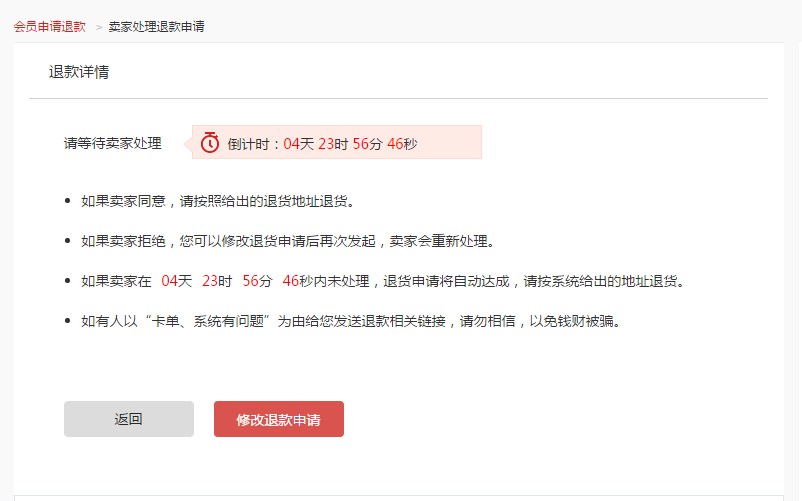 会员申请退款 > 卖家处理退款申请
退款详情
请等待卖家处理 倒计时：04天 23时 56分 46秒
如果卖家同意，请按照给出的退货地址退货。
如果卖家拒绝，您可以修改退货申请后再次发起，卖家会重新处理。
如果卖家在 04天 23时 56分 46秒内未处理，退货申请将自动达成，请按系统给出的地址退货。
如有人以“卡单、系统有问题”为由给您发送退款相关链接，请勿相信，以免钱财被骗。
返回 修改退款申请